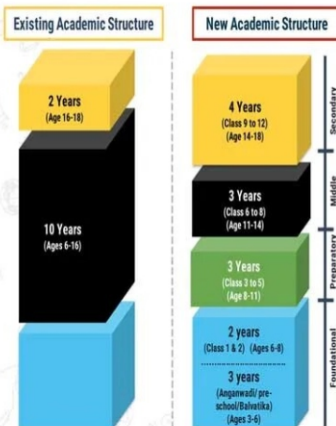 Existing Academic Structure
2 Years
(Age 16-18)
10 Years
(Ages 6-16)
New Academic Structure
4 Years
(Class 9 to 12)
(Age 14-18)
Secondary
3 Years
(Class 6 to 8)
(Age 11-14)
Middle
3 Years
(Class 3 to 5)
(Age 8-11)
Preparatory
2 years
(Class 1 & 2) (Ages 6-8)
3 years
(Anganwadi/ pre-
school/Balvatika)
(Ages 3-6)
Foundational